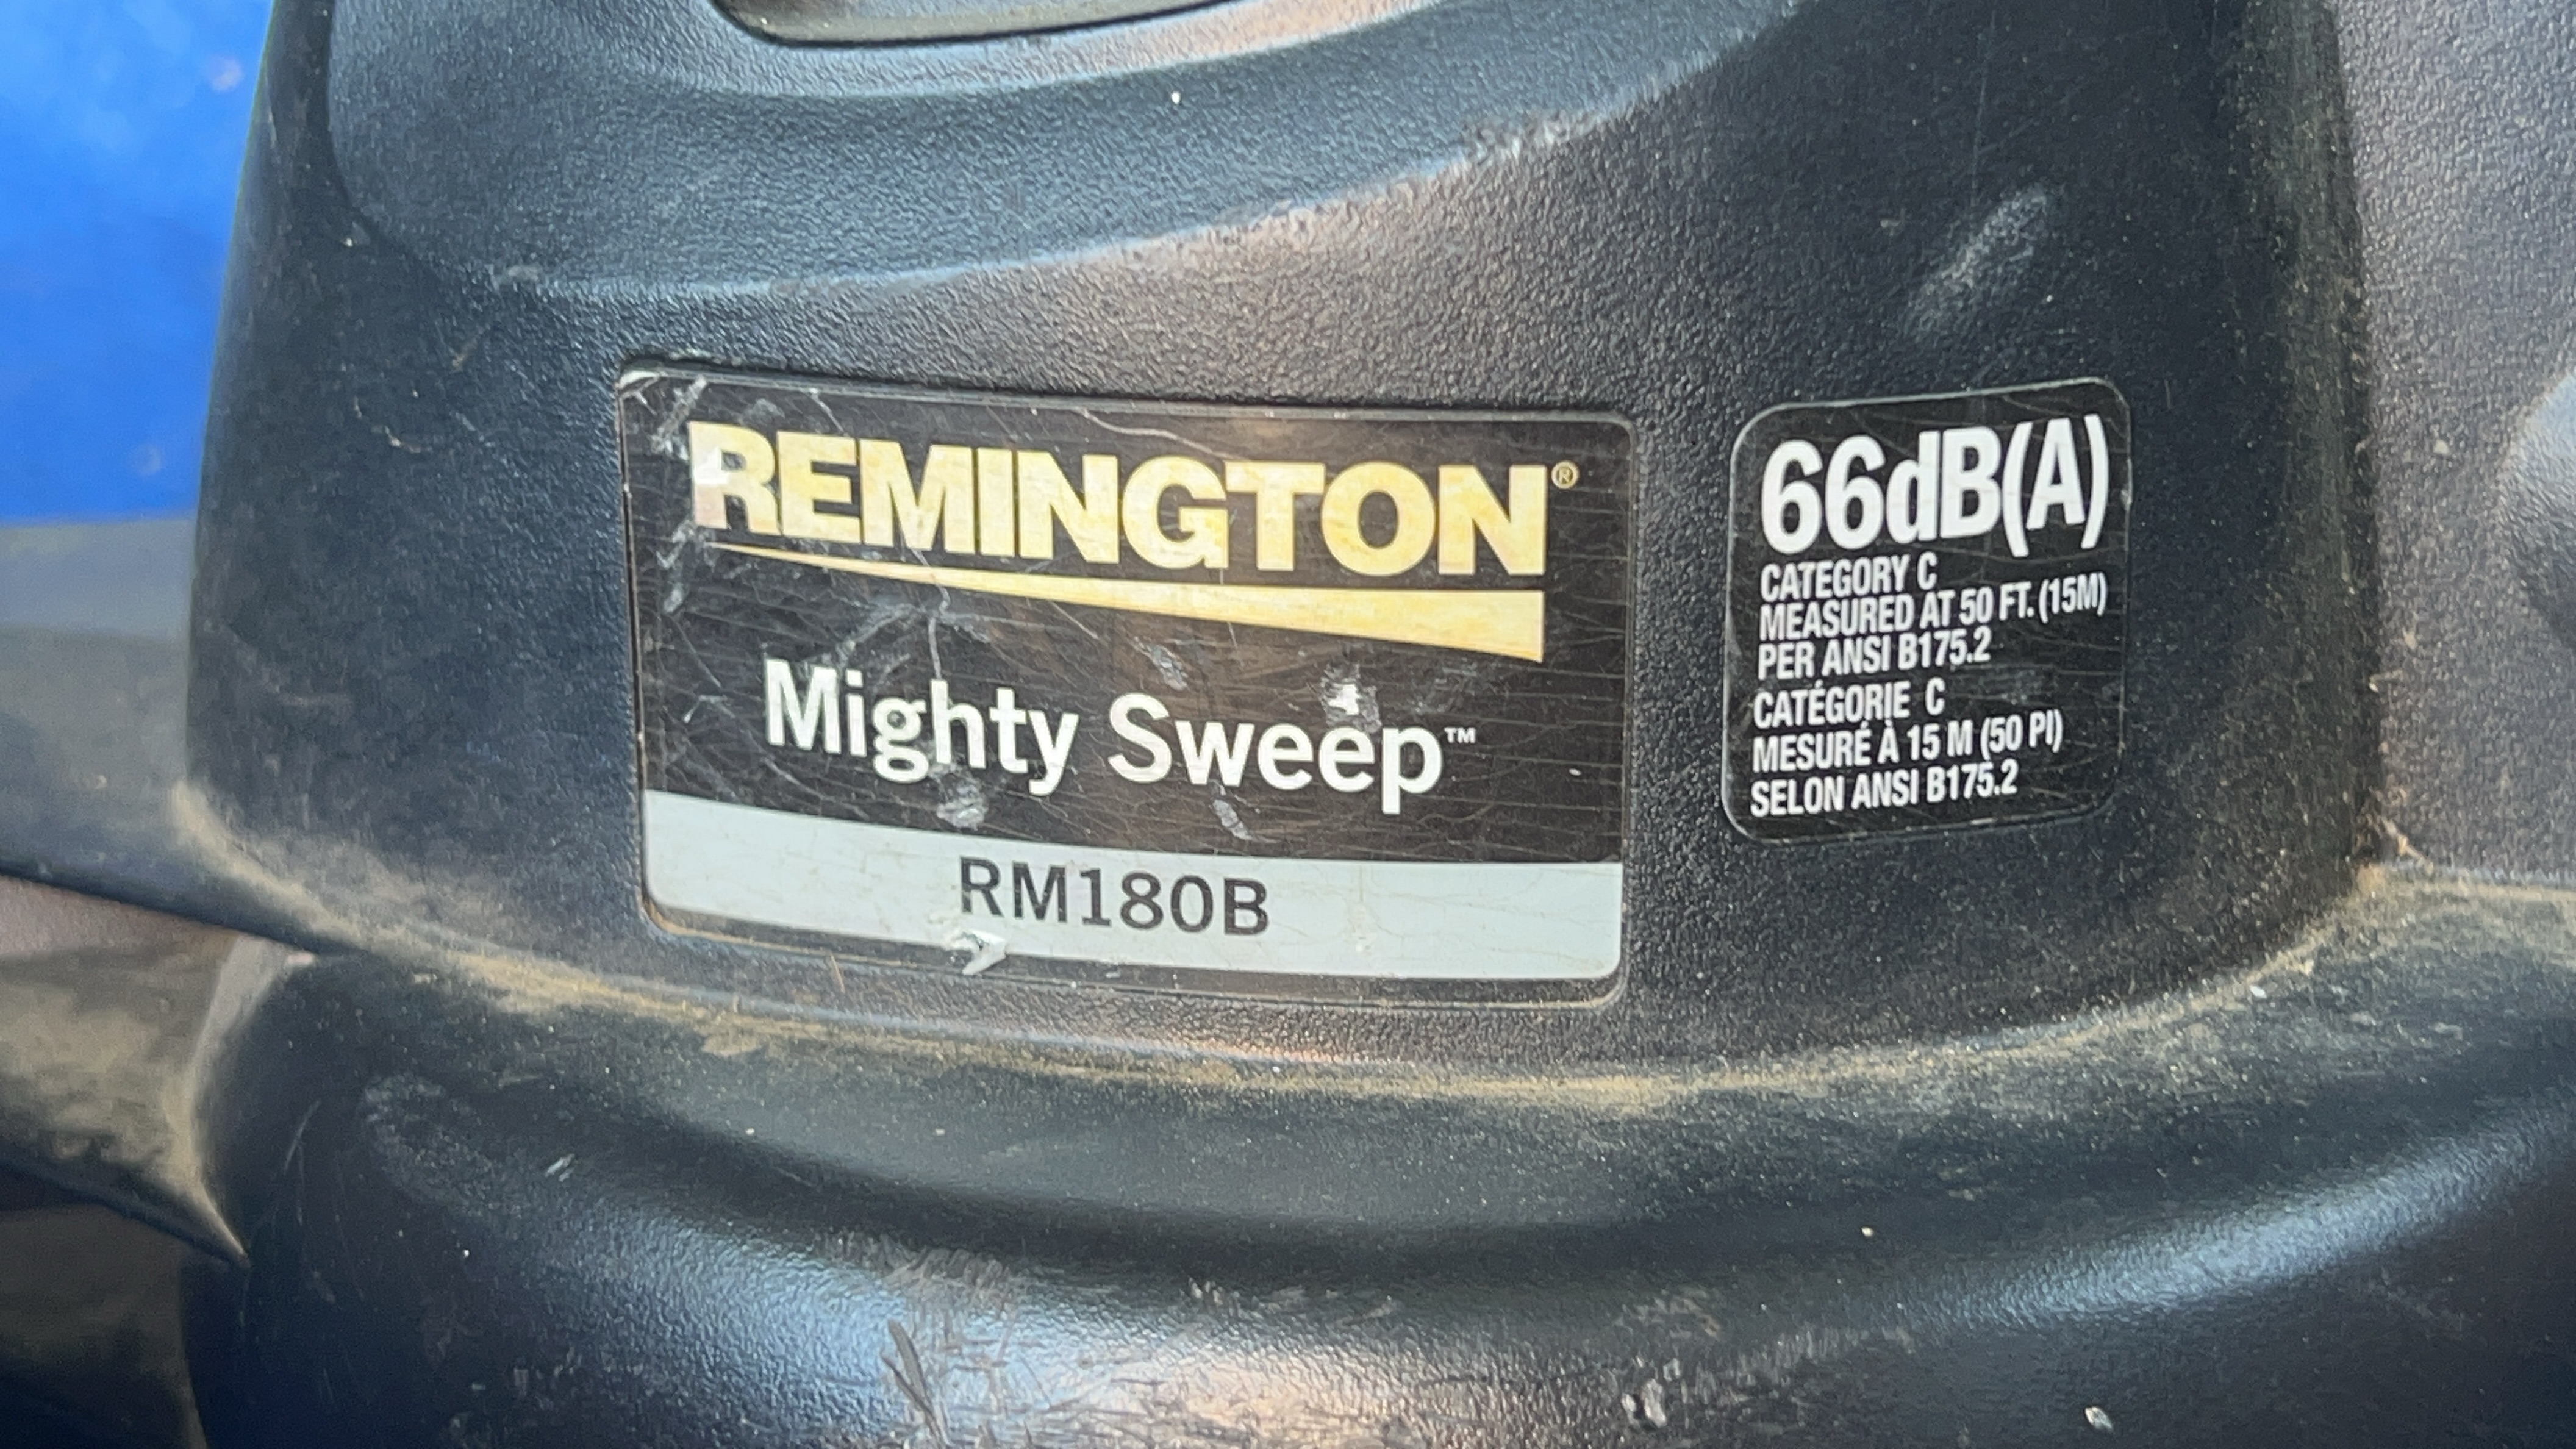 REMINGTON®
Mighty Sweep™
RM180B
66dB(A)
CATEGORY C
MEASURED AT 50 FT. (15M)
PER ANSI B175.2
CATÉGORIE C
MESURÉ À 15 M (50 PI)
SELON ANSI B175.2